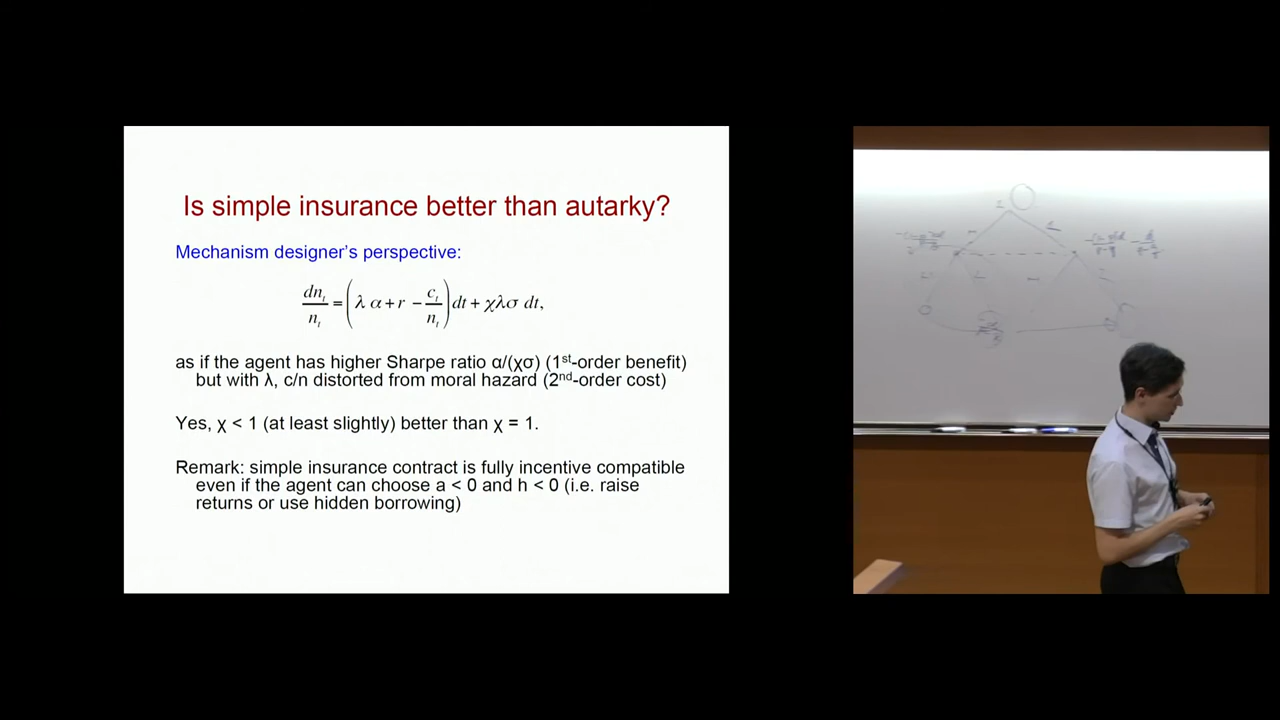 Is simple insurance better than autarky?
Mechanism designer's perspective:
dn_t / n_t = ( λ α + r − c_t / n_t ) dt + χλσ dt,
as if the agent has higher Sharpe ratio α/(χσ) (1st-order benefit)
but with λ, c/n distorted from moral hazard (2nd-order cost)
Yes, χ < 1 (at least slightly) better than χ = 1.
Remark: simple insurance contract is fully incentive compatible
even if the agent can choose a < 0 and h < 0 (i.e. raise
returns or use hidden borrowing)